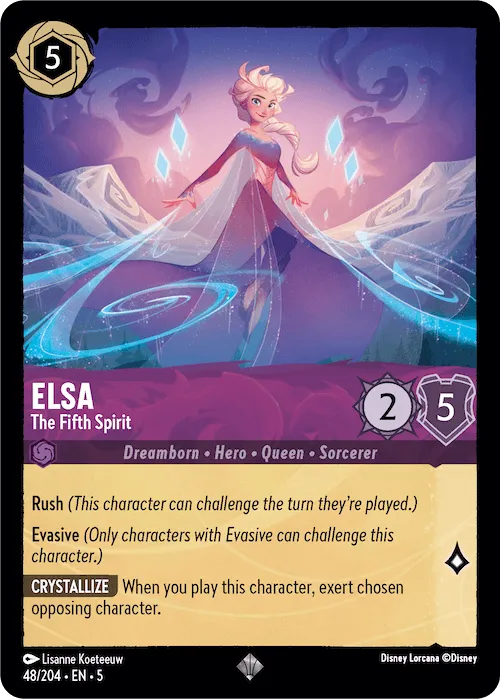 5
ELSA
The Fifth Spirit
2
5
Dreamborn • Hero • Queen • Sorcerer
Rush (This character can challenge the turn they’re played.)
Evasive (Only characters with Evasive can challenge this
character.)
CRYSTALLIZE When you play this character, exert chosen
opposing character.
Lisanne Koeteeuw
Disney Lorcana ©Disney
48/204 • EN • 5